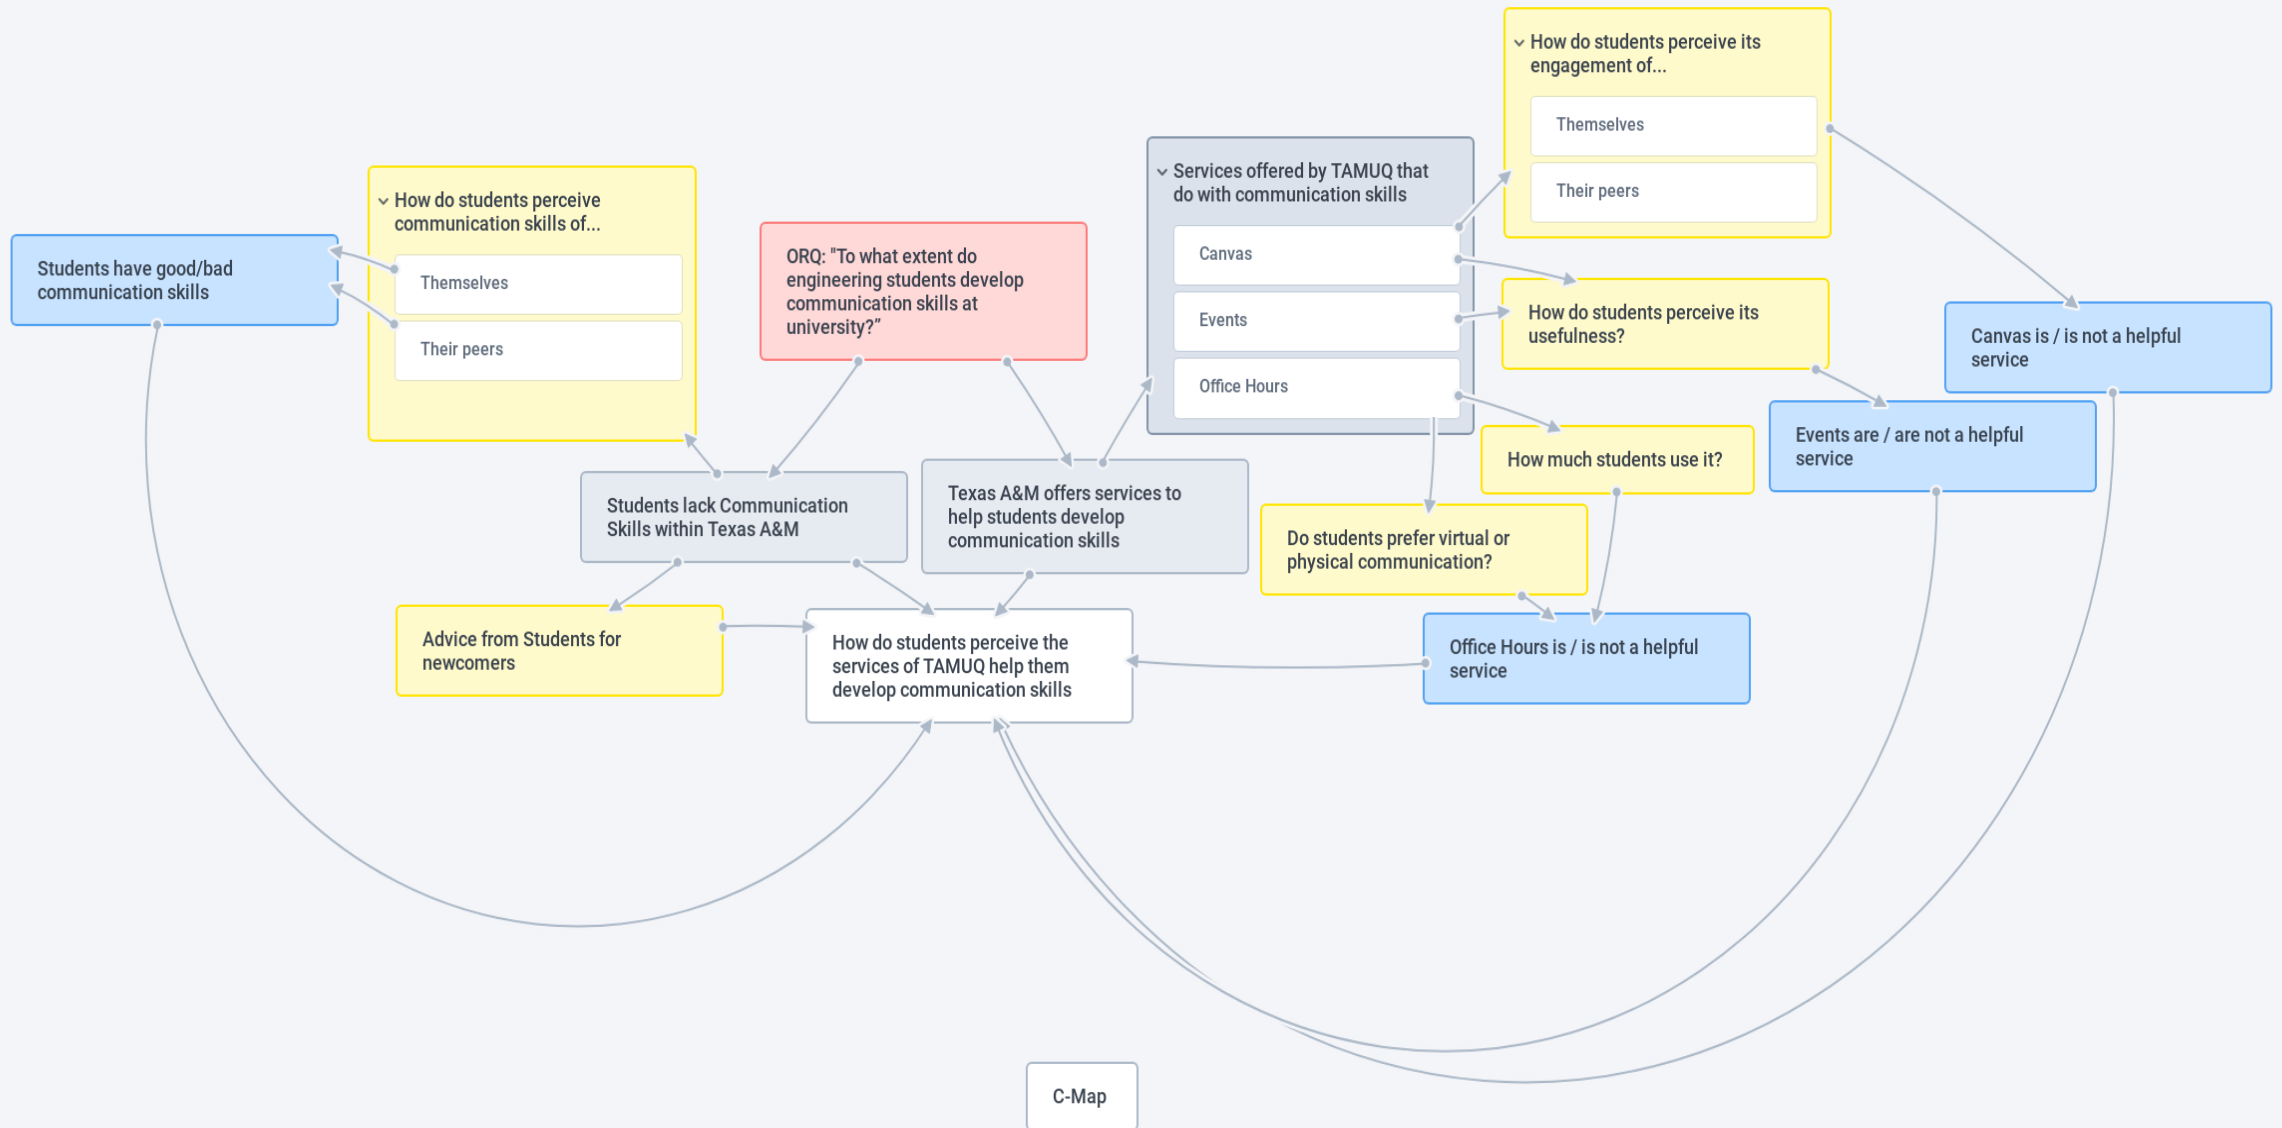 How do students perceive its
engagement of...
Themselves
Their peers
Services offered by TAMUQ that
do with communication skills
Canvas
Events
Office Hours
How do students perceive
communication skills of...
Themselves
Their peers
Students have good/bad
communication skills
ORQ: "To what extent do
engineering students develop
communication skills at
university?”
How do students perceive its
usefulness?
Canvas is / is not a helpful
service
Events are / are not a helpful
service
How much students use it?
Students lack Communication
Skills within Texas A&M
Texas A&M offers services to
help students develop
communication skills
Do students prefer virtual or
physical communication?
Advice from Students for
newcomers
How do students perceive the
services of TAMUQ help them
develop communication skills
Office Hours is / is not a helpful
service
C-Map